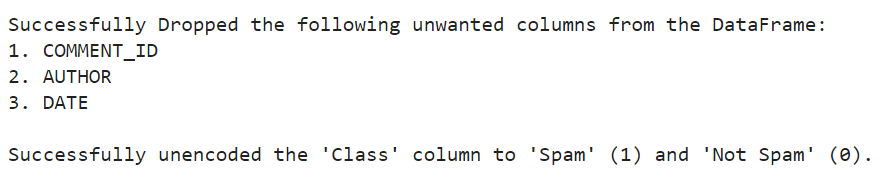 Successfully Dropped the following unwanted columns from the DataFrame:
1. COMMENT_ID
2. AUTHOR
3. DATE
Successfully unencoded the 'Class' column to 'Spam' (1) and 'Not Spam' (0).